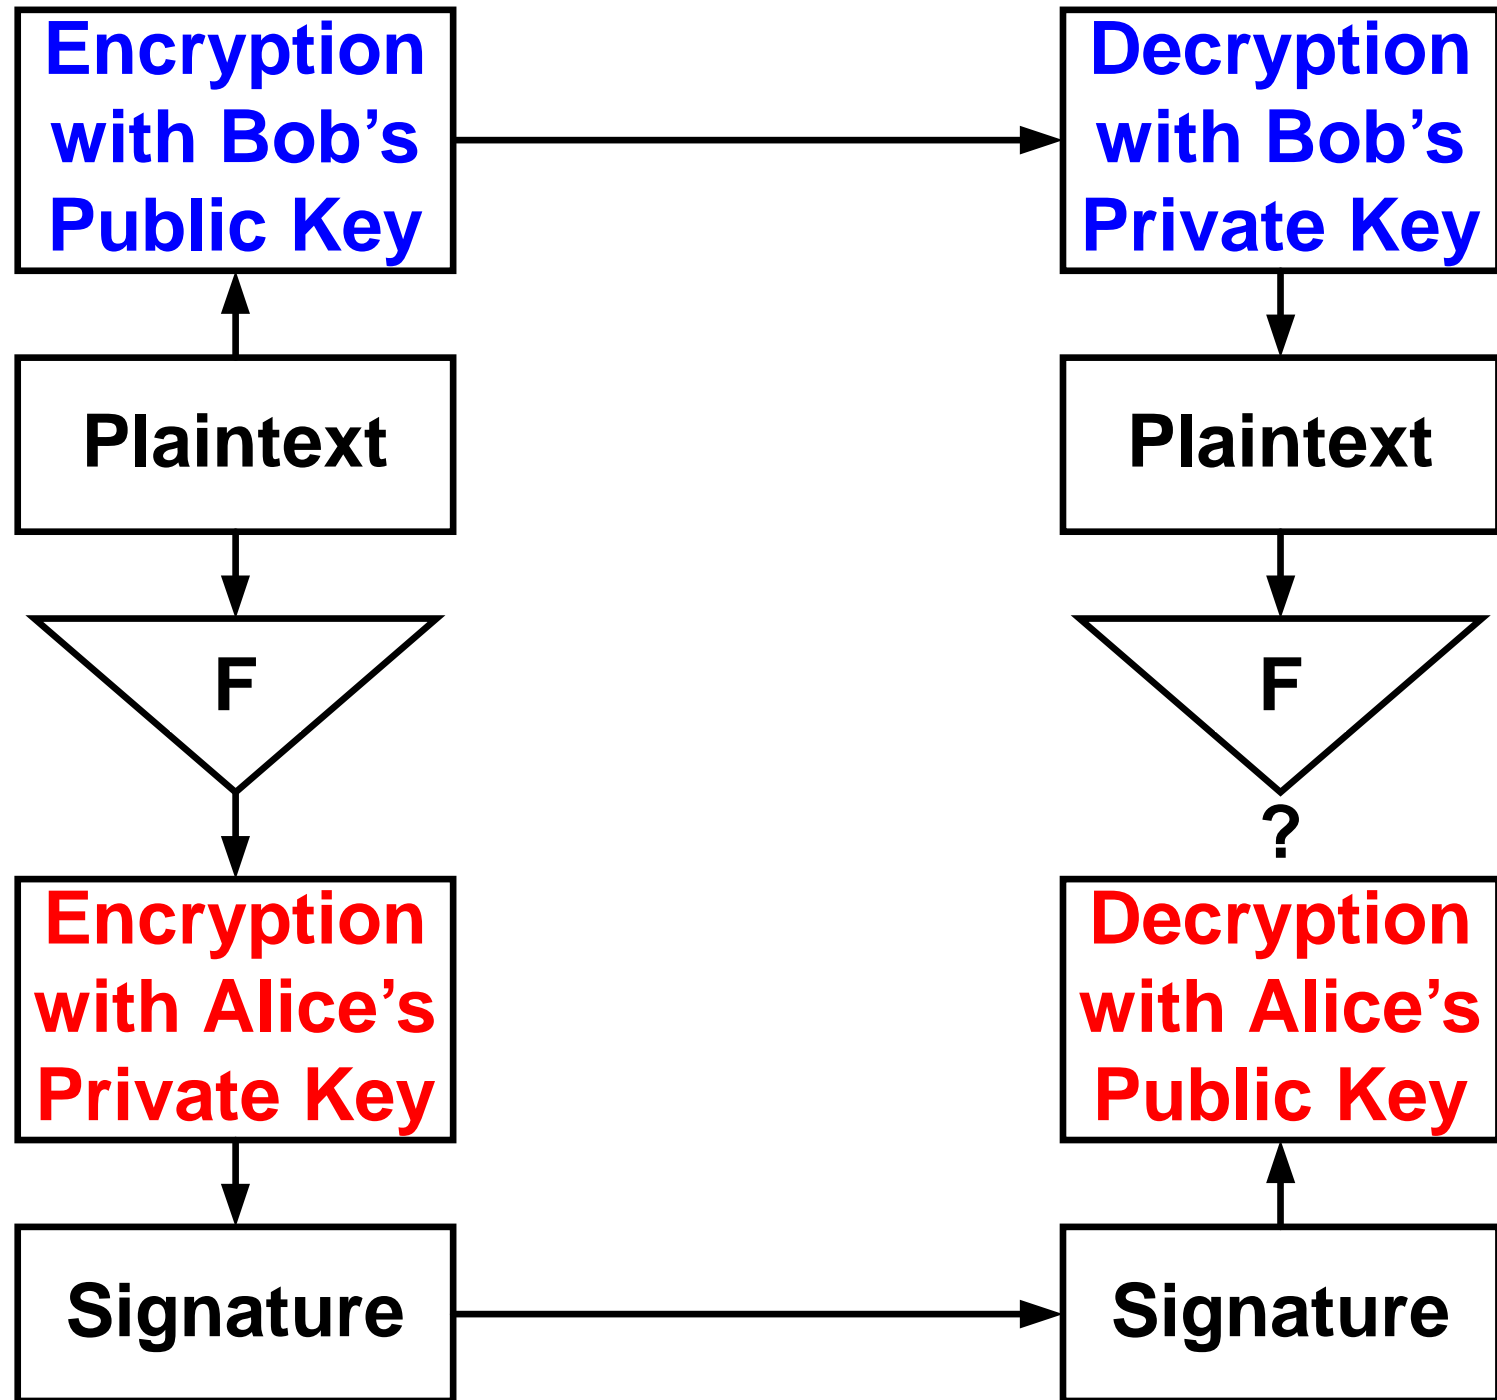 Encryption
with Bob’s
Public Key
Decryption
with Bob’s
Private Key
Plaintext
Plaintext
F
F
?
Encryption
with Alice’s
Private Key
Decryption
with Alice’s
Public Key
Signature
Signature